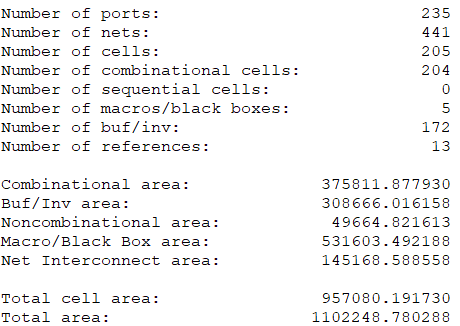 Number of ports: 235
Number of nets: 441
Number of cells: 205
Number of combinational cells: 204
Number of sequential cells: 0
Number of macros/black boxes: 5
Number of buf/inv: 172
Number of references: 13
Combinational area: 375811.877930
Buf/Inv area: 308666.016158
Noncombinational area: 49664.821613
Macro/Black Box area: 531603.492188
Net Interconnect area: 145168.588558
Total cell area: 957080.191730
Total area: 1102248.780288